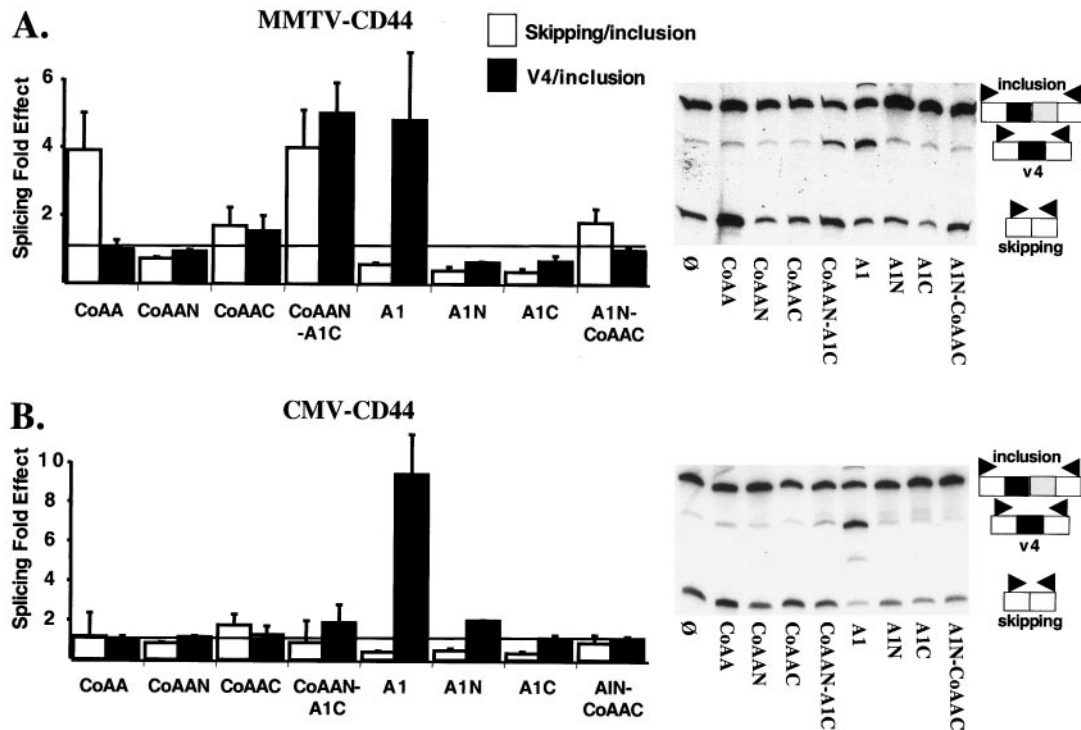 A.
MMTV-CD44
Skipping/inclusion
V4/inclusion
Splicing Fold Effect
6
4
2
CoAA CoAAN CoAAC CoAAN A1 A1N A1C A1N-
-A1C CoAAC
Ø CoAA CoAAN CoAAC CoAAN-A1C A1 A1N A1C A1N-CoAAC
inclusion
v4
skipping
B.
CMV-CD44
Splicing Fold Effect
10
8
6
4
2
CoAA CoAAN CoAAC CoAAN- A1 A1N A1C AIN-
A1C CoAAC
Ø CoAA CoAAN CoAAC CoAAN-A1C A1 A1N A1C A1N-CoAAC
inclusion
v4
skipping